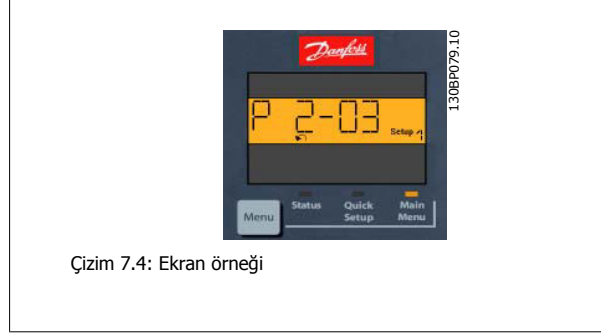 Danfoss
130BP079.10
P 2-03
Setup 1
Menu
Status
Quick Setup
Main Menu
Çizim 7.4: Ekran örneği